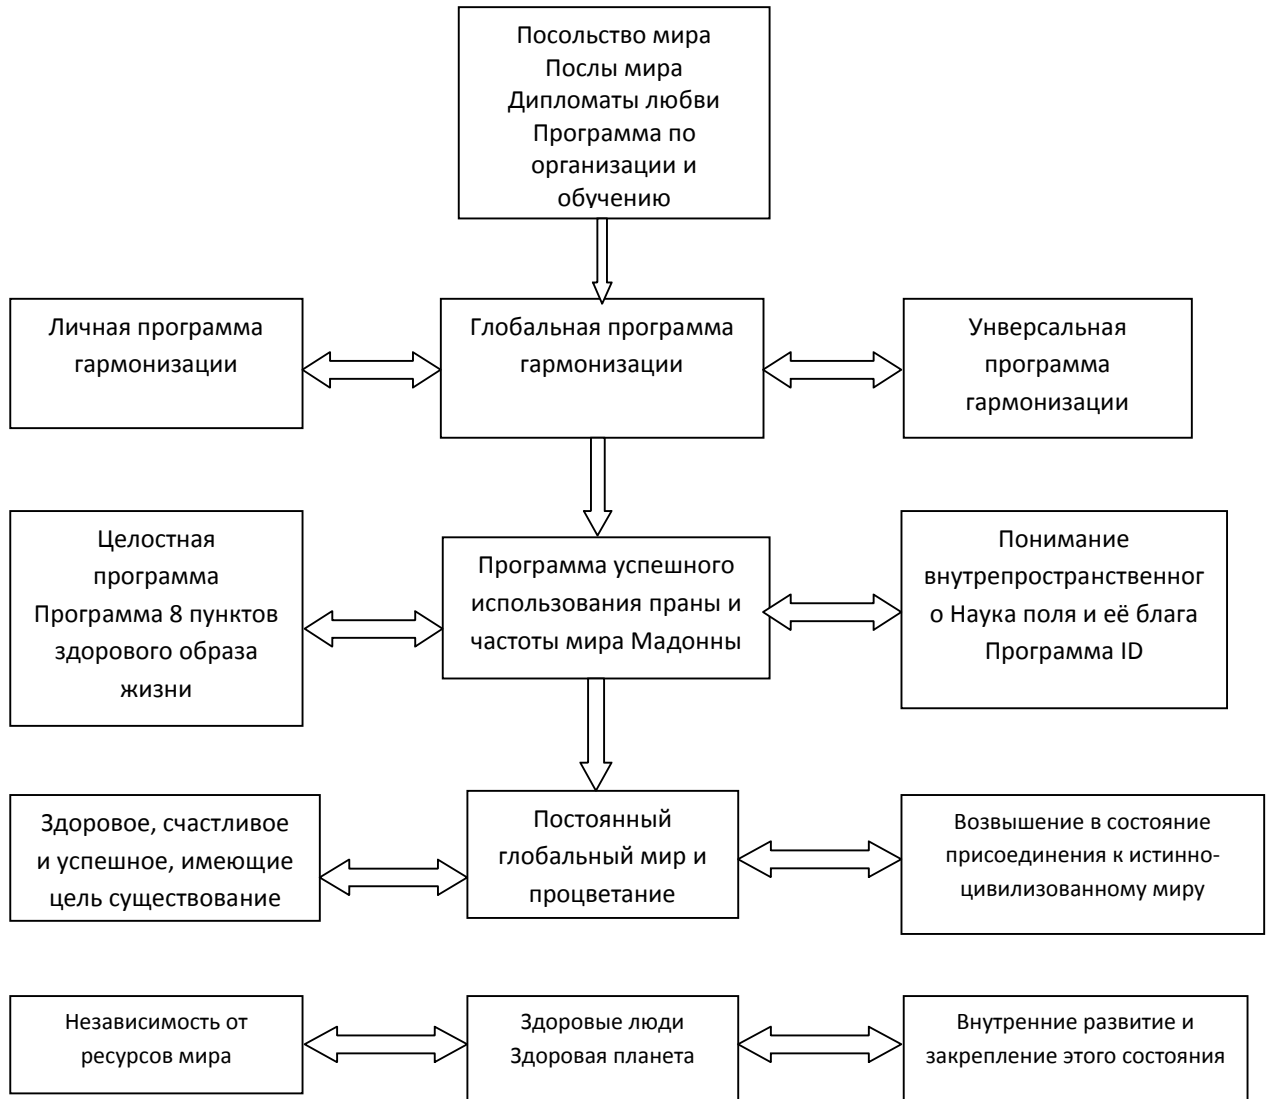 Посольство мира
Послы мира
Дипломаты любви
Программа по
организации и
обучению
Личная программа
гармонизации
Глобальная программа
гармонизации
Унверсальная
программа
гармонизации
Целостная
программа
Программа 8 пунктов
здорового образа
жизни
Программа успешного
использования праны и
частоты мира Мадонны
Понимание
внутрепространственног
о Наука поля и её блага
Программа ID
Здоровое, счастливое
и успешное, имеющие
цель существование
Постоянный
глобальный мир и
процветание
Возвышение в состояние
присоединения к истинно-
цивилизованному миру
Независимость от
ресурсов мира
Здоровые люди
Здоровая планета
Внутренние развитие и
закрепление этого состояния